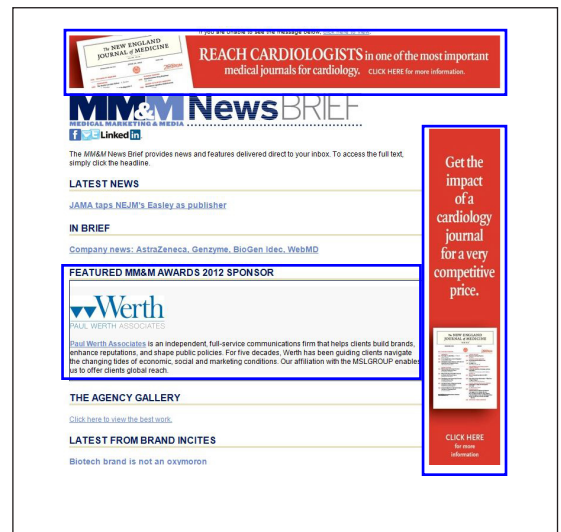 If you are unable to see the message below, click here to view.
The NEW ENGLAND
JOURNAL of MEDICINE
REACH CARDIOLOGISTS in one of the most important
medical journals for cardiology. CLICK HERE for more information.
MM&M NewsBRIEF
MEDICAL MARKETING & MEDIA
Linked in
The MM&M News Brief provides news and features delivered direct to your inbox. To access the full text,
simply click the headline.
LATEST NEWS
JAMA taps NEJM's Easley as publisher
IN BRIEF
Company news: AstraZeneca, Genzyme, BioGen Idec, WebMD
FEATURED MM&M AWARDS 2012 SPONSOR
Werth
PAUL WERTH ASSOCIATES
Paul Werth Associates is an independent, full-service communications firm that helps clients build brands,
enhance reputations, and shape public policies. For five decades, Werth has been guiding clients navigate
the changing tides of economic, social and marketing conditions. Our affiliation with the MSLGROUP enables
us to offer clients global reach.
THE AGENCY GALLERY
Click here to view the best work.
LATEST FROM BRAND INCITES
Biotech brand is not an oxymoron
Get the
impact
of a
cardiology
journal
for a very
competitive
price.
The NEW ENGLAND
JOURNAL of MEDICINE
CLICK HERE
for more
information